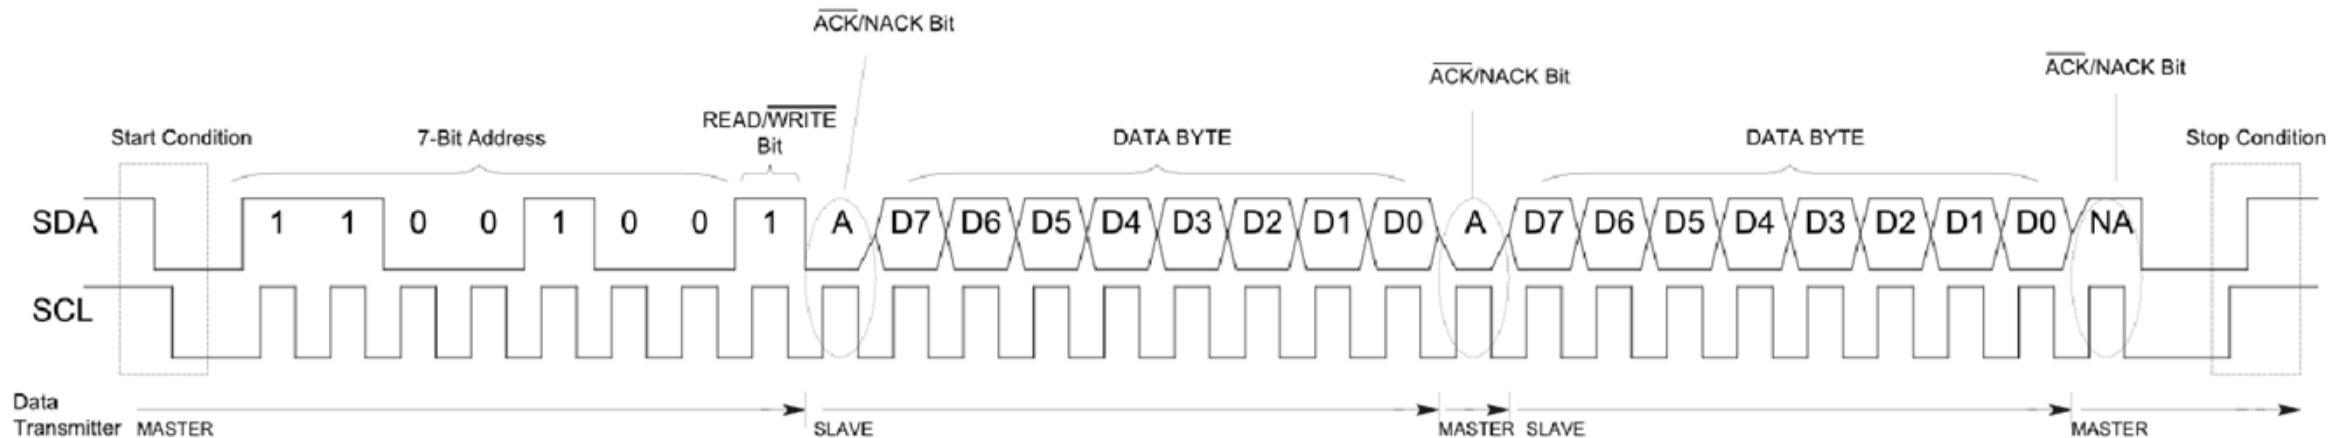 ACK/NACK Bit
ACK/NACK Bit
ACK/NACK Bit
READ/WRITE
Bit
Start Condition
7-Bit Address
DATA BYTE
DATA BYTE
Stop Condition
SDA 1 1 0 0 1 0 0 1 A D7 D6 D5 D4 D3 D2 D1 D0 A D7 D6 D5 D4 D3 D2 D1 D0 NA
SCL
Data
Transmitter MASTER SLAVE MASTER SLAVE MASTER